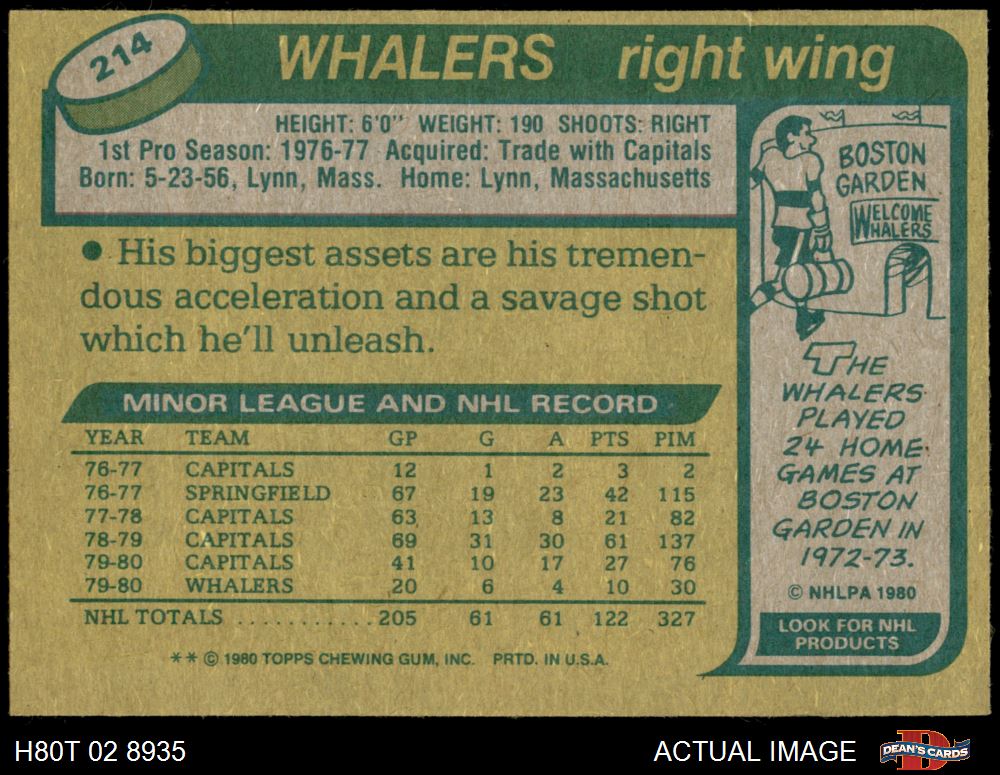 214
WHALERS right wing
HEIGHT: 6'0" WEIGHT: 190 SHOOTS: RIGHT
1st Pro Season: 1976-77 Acquired: Trade with Capitals
Born: 5-23-56, Lynn, Mass. Home: Lynn, Massachusetts
● His biggest assets are his tremen-
dous acceleration and a savage shot
which he'll unleash.
MINOR LEAGUE AND NHL RECORD
YEAR TEAM GP G A PTS PIM
76-77 CAPITALS 12 1 2 3 2
76-77 SPRINGFIELD 67 19 23 42 115
77-78 CAPITALS 63 13 8 21 82
78-79 CAPITALS 69 31 30 61 137
79-80 CAPITALS 41 10 17 27 76
79-80 WHALERS 20 6 4 10 30
NHL TOTALS ........... 205 61 61 122 327
** © 1980 TOPPS CHEWING GUM, INC. PRTD. IN U.S.A.
BOSTON
GARDEN
WELCOME
WHALERS
THE
WHALERS
PLAYED
24 HOME
GAMES AT
BOSTON
GARDEN IN
1972-73.
© NHLPA 1980
LOOK FOR NHL
PRODUCTS
H80T 02 8935
ACTUAL IMAGE
D
DEAN'S CARDS